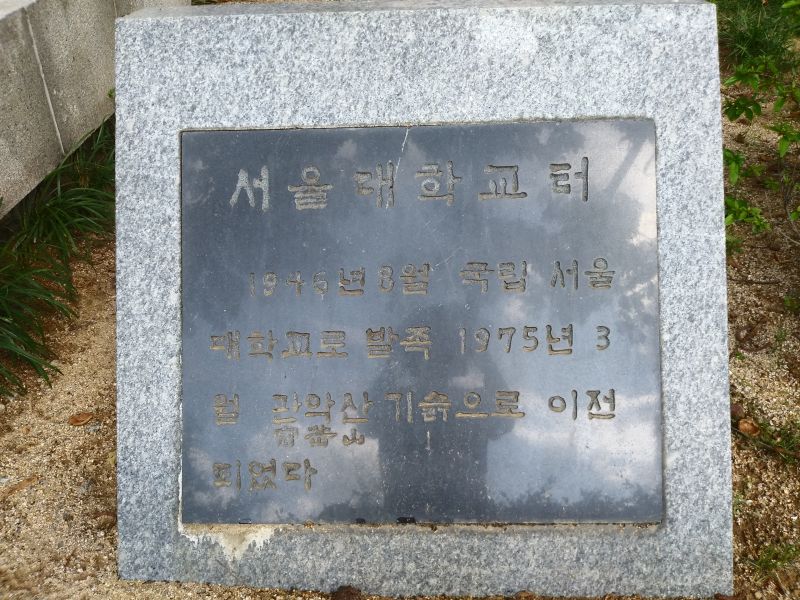 서울대학교터
1946년8월 국립 서울
대학교로 발족 1975년 3
월 관악산 기슭으로 이전
冠岳山
되었다